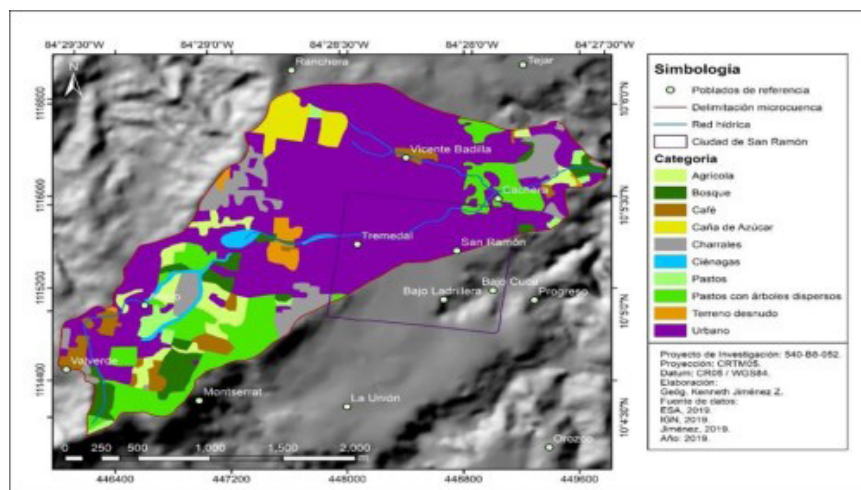 84°29'30"W 84°29'0"W 84°28'30"W 84°28'0"W 84°27'30"W
N
Ranchera
Tejar
1116800
10°6'0"N
Vicente Badilla
1116000
Cachera
10°5'30"N
Tremedal
San Ramón
1115200
Bajo Ladrillera
Bajo Cucu
Progreso
10°5'0"N
Valverde
1114400
Montserrat
La Unión
10°4'30"N
Orozco
0 250 500 1,000 1,500 2,000
446400 447200 448000 448800 449600
Simbología
Poblados de referencia
Delimitación microcuenca
Red hídrica
Ciudad de San Ramón
Categoría
Agrícola
Bosque
Café
Caña de Azúcar
Charrales
Ciénagas
Pastos
Pastos con árboles dispersos
Terreno desnudo
Urbano
Proyecto de Investigación: 540-B8-052.
Proyección: CRTM05.
Datum: CR05 / WGS84.
Elaboración:
Geóg. Kenneth Jiménez Z.
Fuente de datos:
ESA, 2019.
IGN, 2019.
Jiménez, 2019.
Año: 2019.